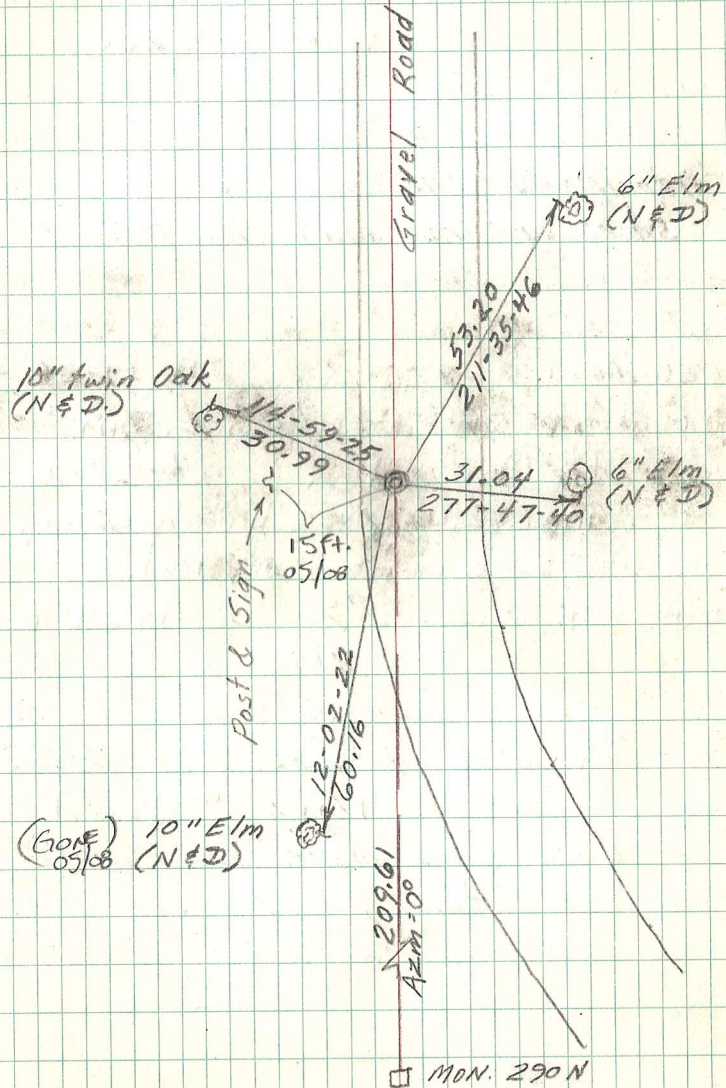 Gravel Road
6" Elm
(N & D)
53.20
211-35-46
10" twin Oak
(N & D.)
114-59-25
30.99
31.04
277-47-40
6" Elm
(N & D)
15ft.
05/08
Post & Sign
12-02-22
60.16
(GONE
05/08)
10" Elm
(N & D)
209.61
AZM=0°
MON. 290 N